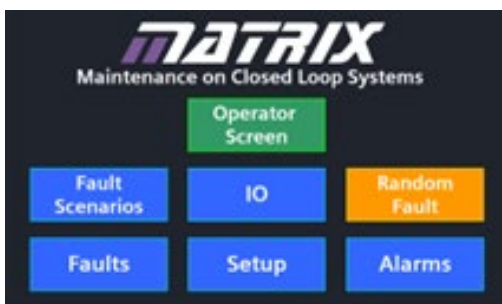 MATRIX
Maintenance on Closed Loop Systems
Operator
Screen
Fault
Scenarios
IO
Random
Fault
Faults
Setup
Alarms